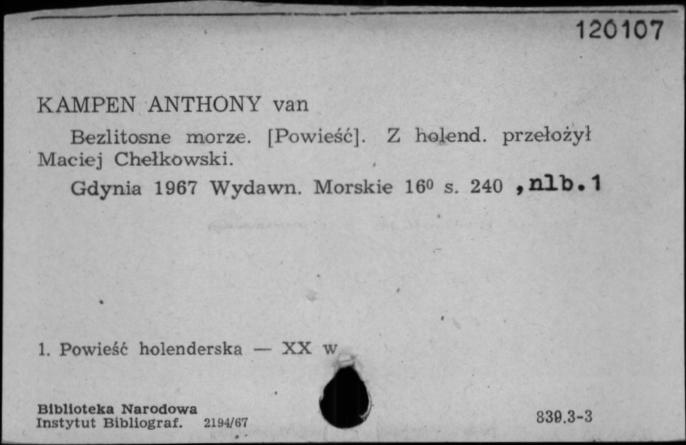 120107
KAMPEN ANTHONY van
Bezlitosne morze. [Powieść]. Z holend. przełożył
Maciej Chełkowski.
Gdynia 1967 Wydawn. Morskie 16⁰ s. 240 ,nlb.1
1. Powieść holenderska — XX w
Biblioteka Narodowa
Instytut Bibliograf. 2194/67
839.3-3